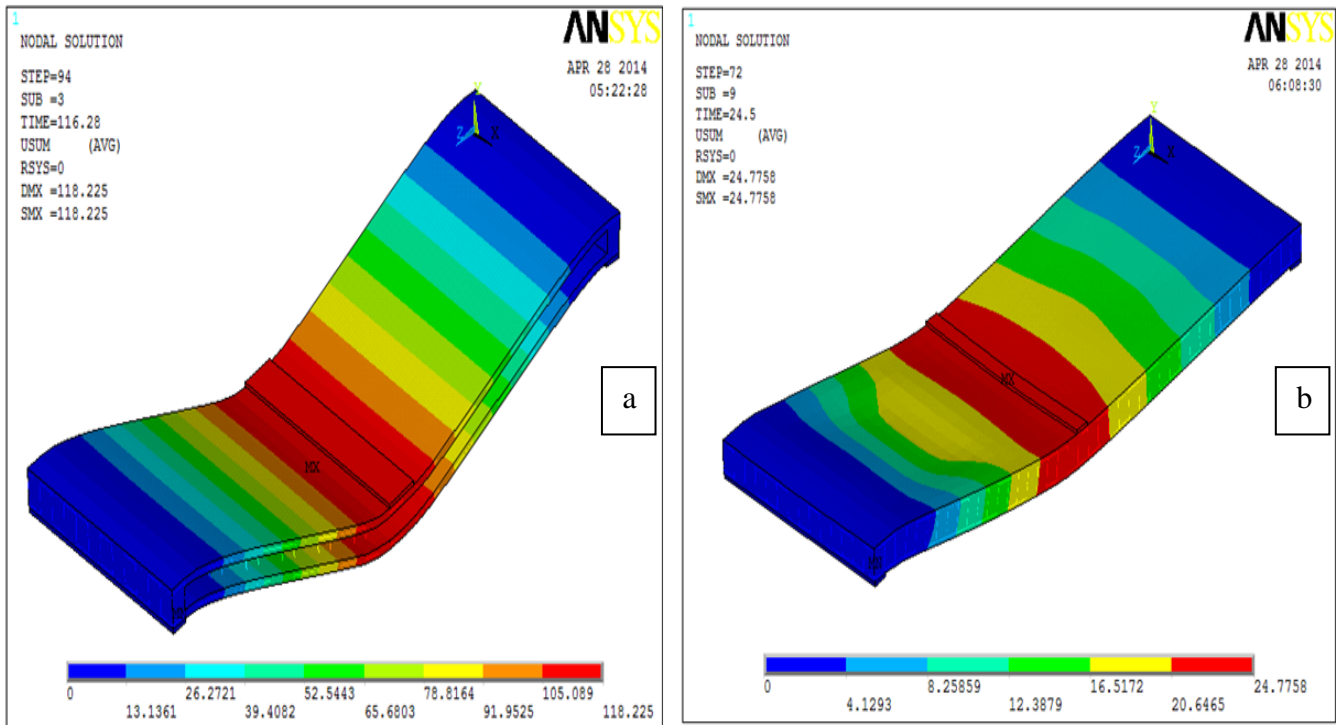 1
ANSYS
NODAL SOLUTION
APR 28 2014
05:22:28
STEP=94
SUB =3
TIME=116.28
USUM (AVG)
RSYS=0
DMX =118.225
SMX =118.225
Y
Z X
MX
a
0 26.2721 52.5443 78.8164 105.089
13.1361 39.4082 65.6803 91.9525 118.225
1
ANSYS
NODAL SOLUTION
APR 28 2014
06:08:30
STEP=72
SUB =9
TIME=24.5
USUM (AVG)
RSYS=0
DMX =24.7758
SMX =24.7758
Y
Z X
MX
b
0 8.25859 16.5172 24.7758
4.1293 12.3879 20.6465